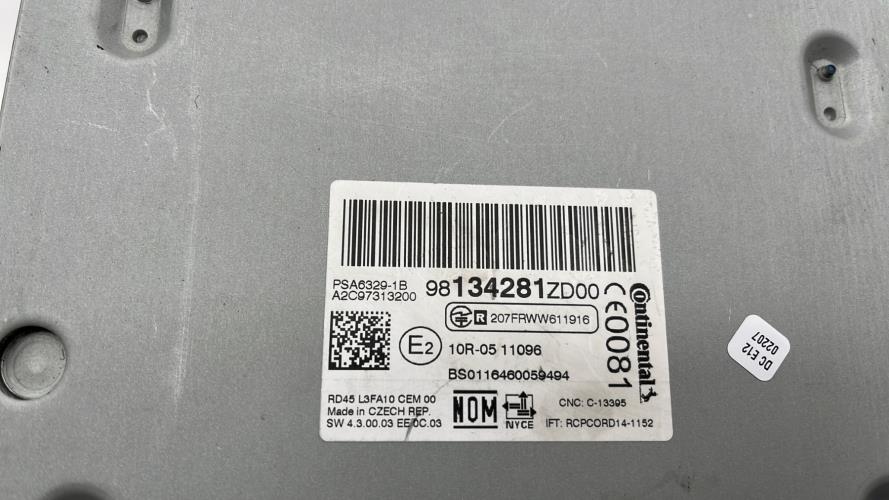 PSA6329-1B
A2C97313200
98134281ZD00
R 207FRWW611916
E2
10R-05 11096
BS0116460059494
CE0081
Continental
RD45 L3FA10 CEM 00
Made in CZECH REP.
SW 4.3.00.03 EE 0C.03
NOM
NYCE
CNC: C-13395
IFT: RCPCORD14-1152
DC E12
02207